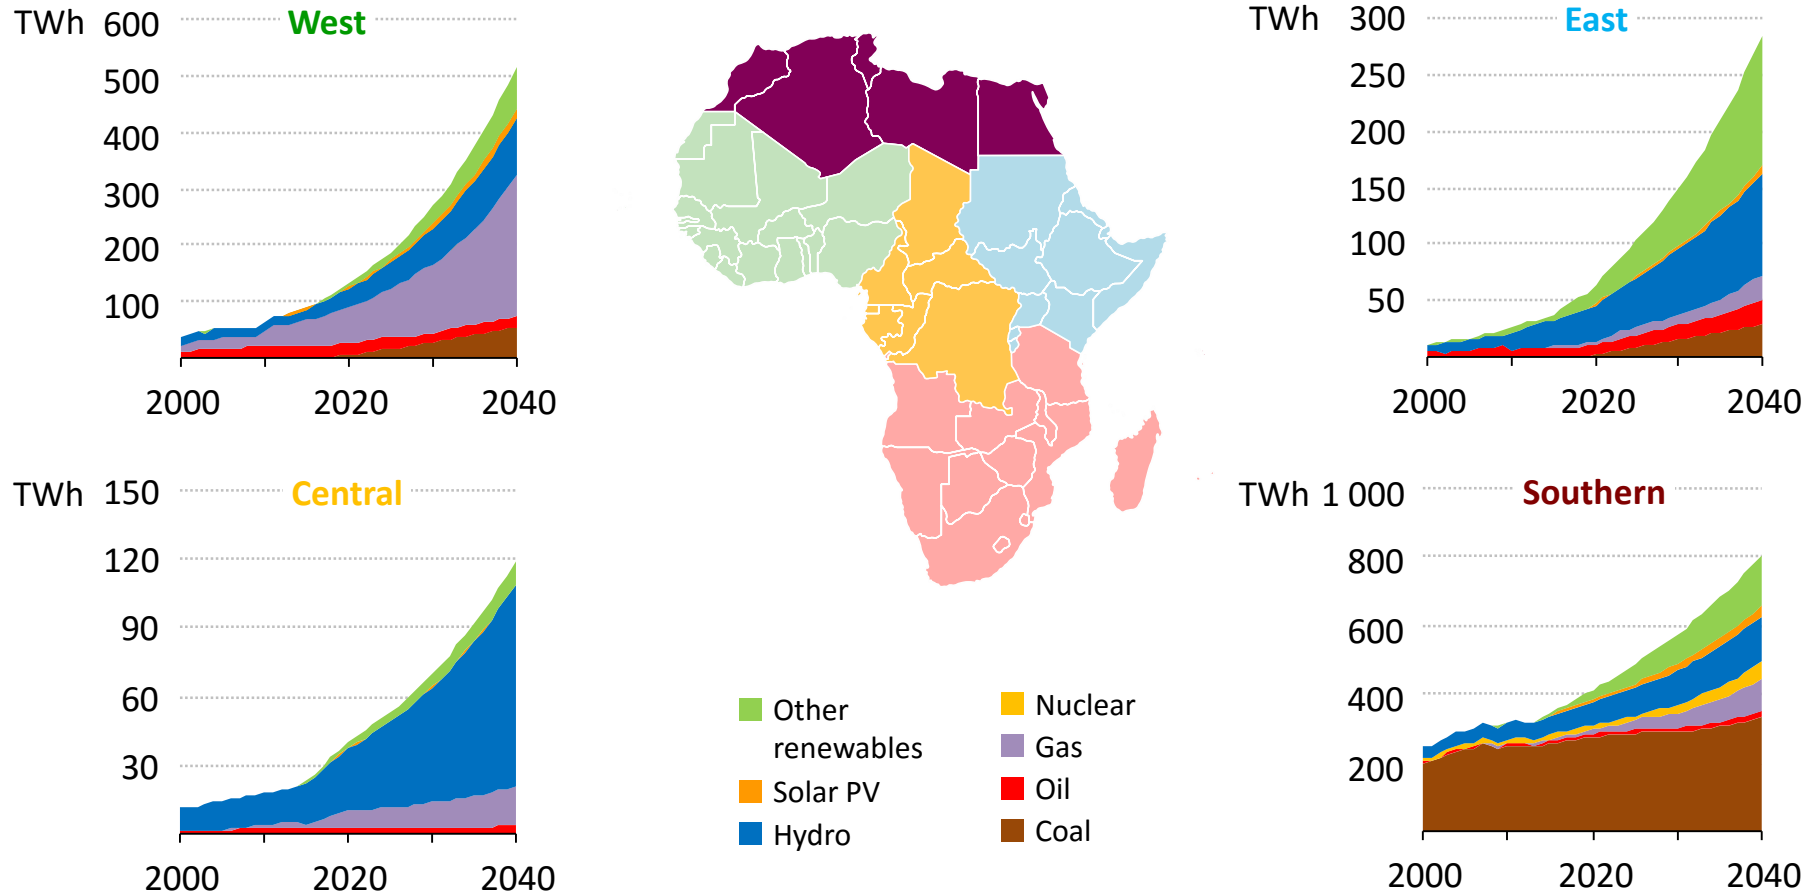 TWh 600 West
500
400
300
200
100
2000 2020 2040
TWh 300 East
250
200
150
100
50
2000 2020 2040
TWh 150 Central
120
90
60
30
2000 2020 2040
Other
renewables
Solar PV
Hydro
Nuclear
Gas
Oil
Coal
TWh 1 000 Southern
800
600
400
200
2000 2020 2040